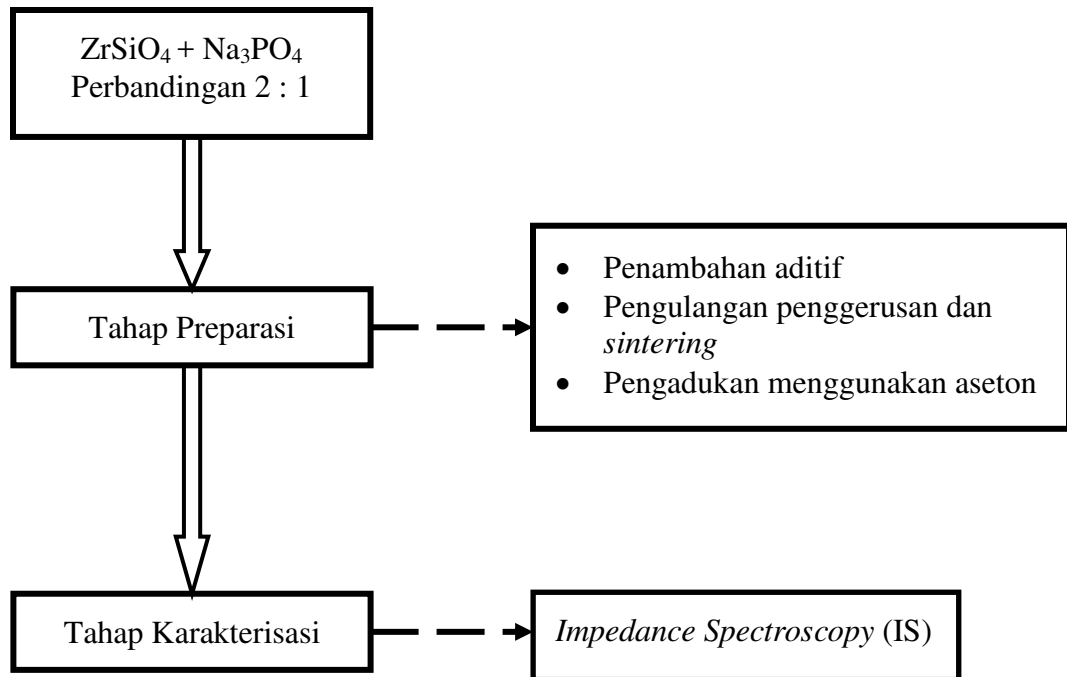 ZrSiO₄ + Na₃PO₄
Perbandingan 2 : 1
Tahap Preparasi
• Penambahan aditif
• Pengulangan penggerusan dan
sintering
• Pengadukan menggunakan aseton
Tahap Karakterisasi
Impedance Spectroscopy (IS)